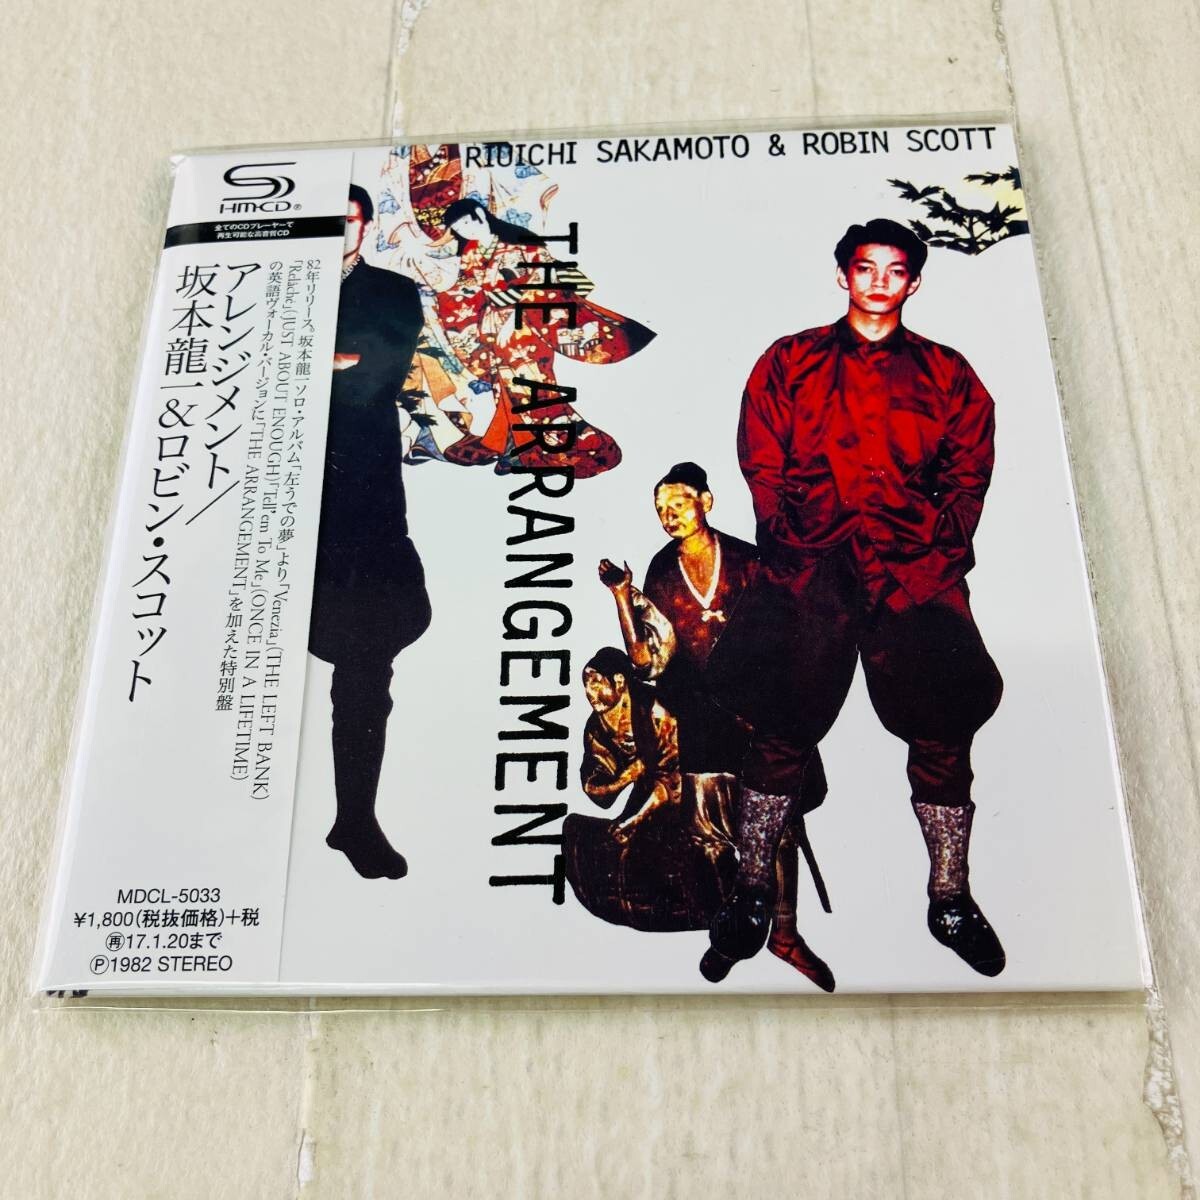 RIUICHI SAKAMOTO & ROBIN SCOTT
THE ARRANGEMENT
SHM-CD®
全てのCDプレーヤーで
再生可能な高音質CD
アレンジメント／
坂本龍一&ロビン・スコット
82年リリース。坂本龍一ソロ・アルバム「左うでの夢」より「Venezia」(THE LEFT BANK)
「Relâché」(JUST ABOUT ENOUGH)「Tell'em To Me」(ONCE IN A LIFETIME)
の英語ヴォーカル・バージョンに「THE ARRANGEMENT」を加えた特別盤
MDCL-5033
¥1,800(税抜価格)+税
再17.1.20まで
℗1982 STEREO